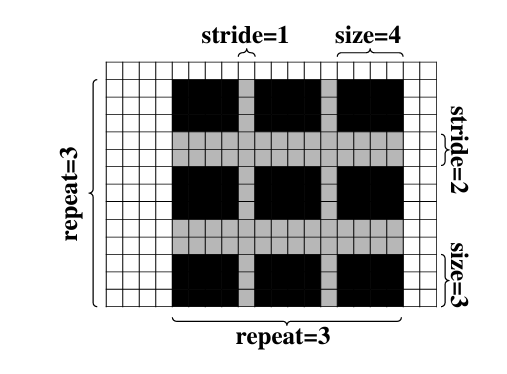 stride=1
size=4
repeat=3
stride=2
size=3
repeat=3